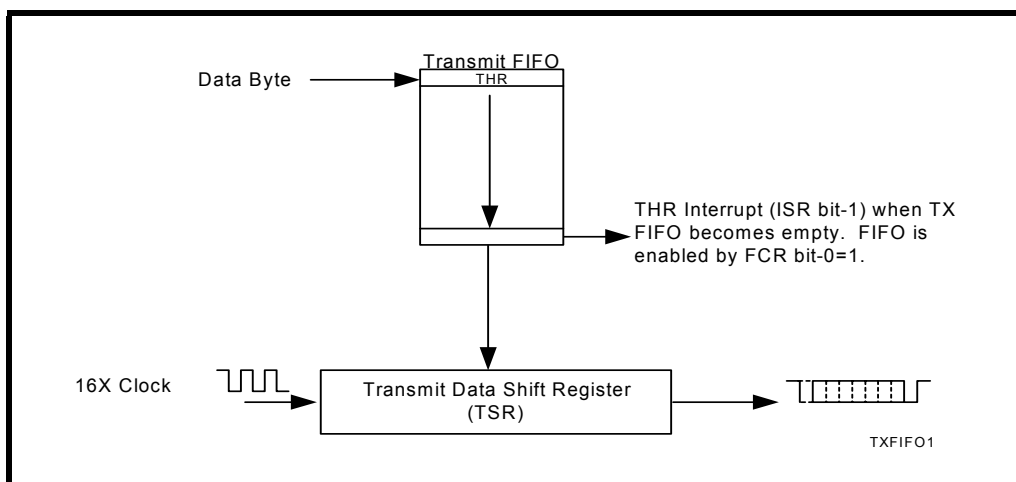 Transmit FIFO
Data Byte
THR
THR Interrupt (ISR bit-1) when TX
FIFO becomes empty.  FIFO is
enabled by FCR bit-0=1.
16X Clock
Transmit Data Shift Register
(TSR)
TXFIFO1